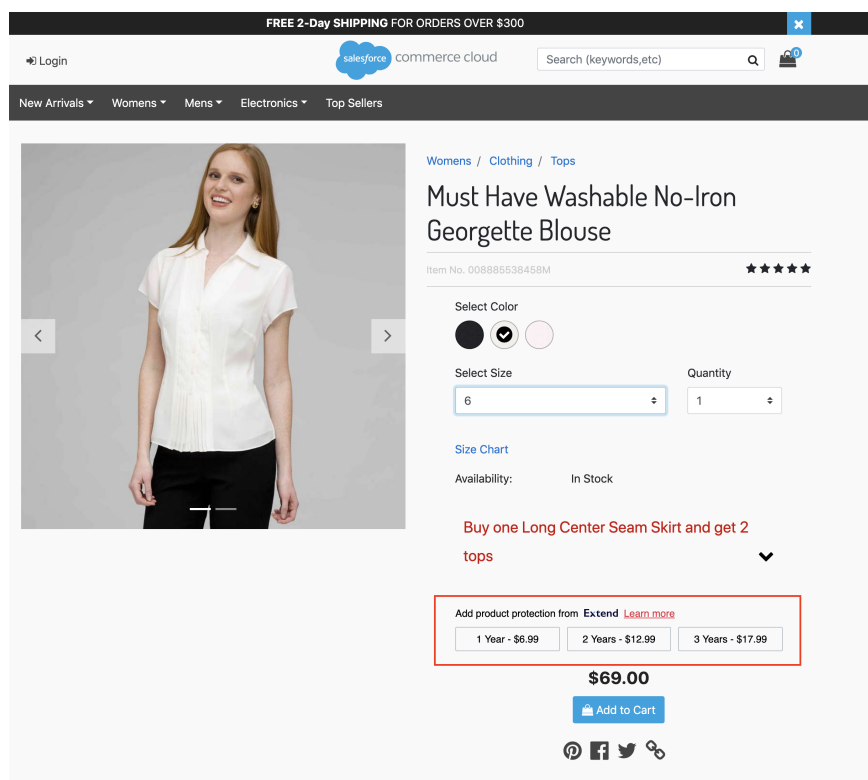 FREE 2-Day SHIPPING FOR ORDERS OVER $300
Login
salesforce commerce cloud
Search (keywords,etc)
0
New Arrivals
Womens
Mens
Electronics
Top Sellers
Womens / Clothing / Tops
Must Have Washable No-Iron
Georgette Blouse
Item No. 008885538458M
Select Color
Select Size
Quantity
6
1
Size Chart
Availability: In Stock
Buy one Long Center Seam Skirt and get 2
tops
Add product protection from Extend Learn more
1 Year - $6.99
2 Years - $12.99
3 Years - $17.99
$69.00
Add to Cart